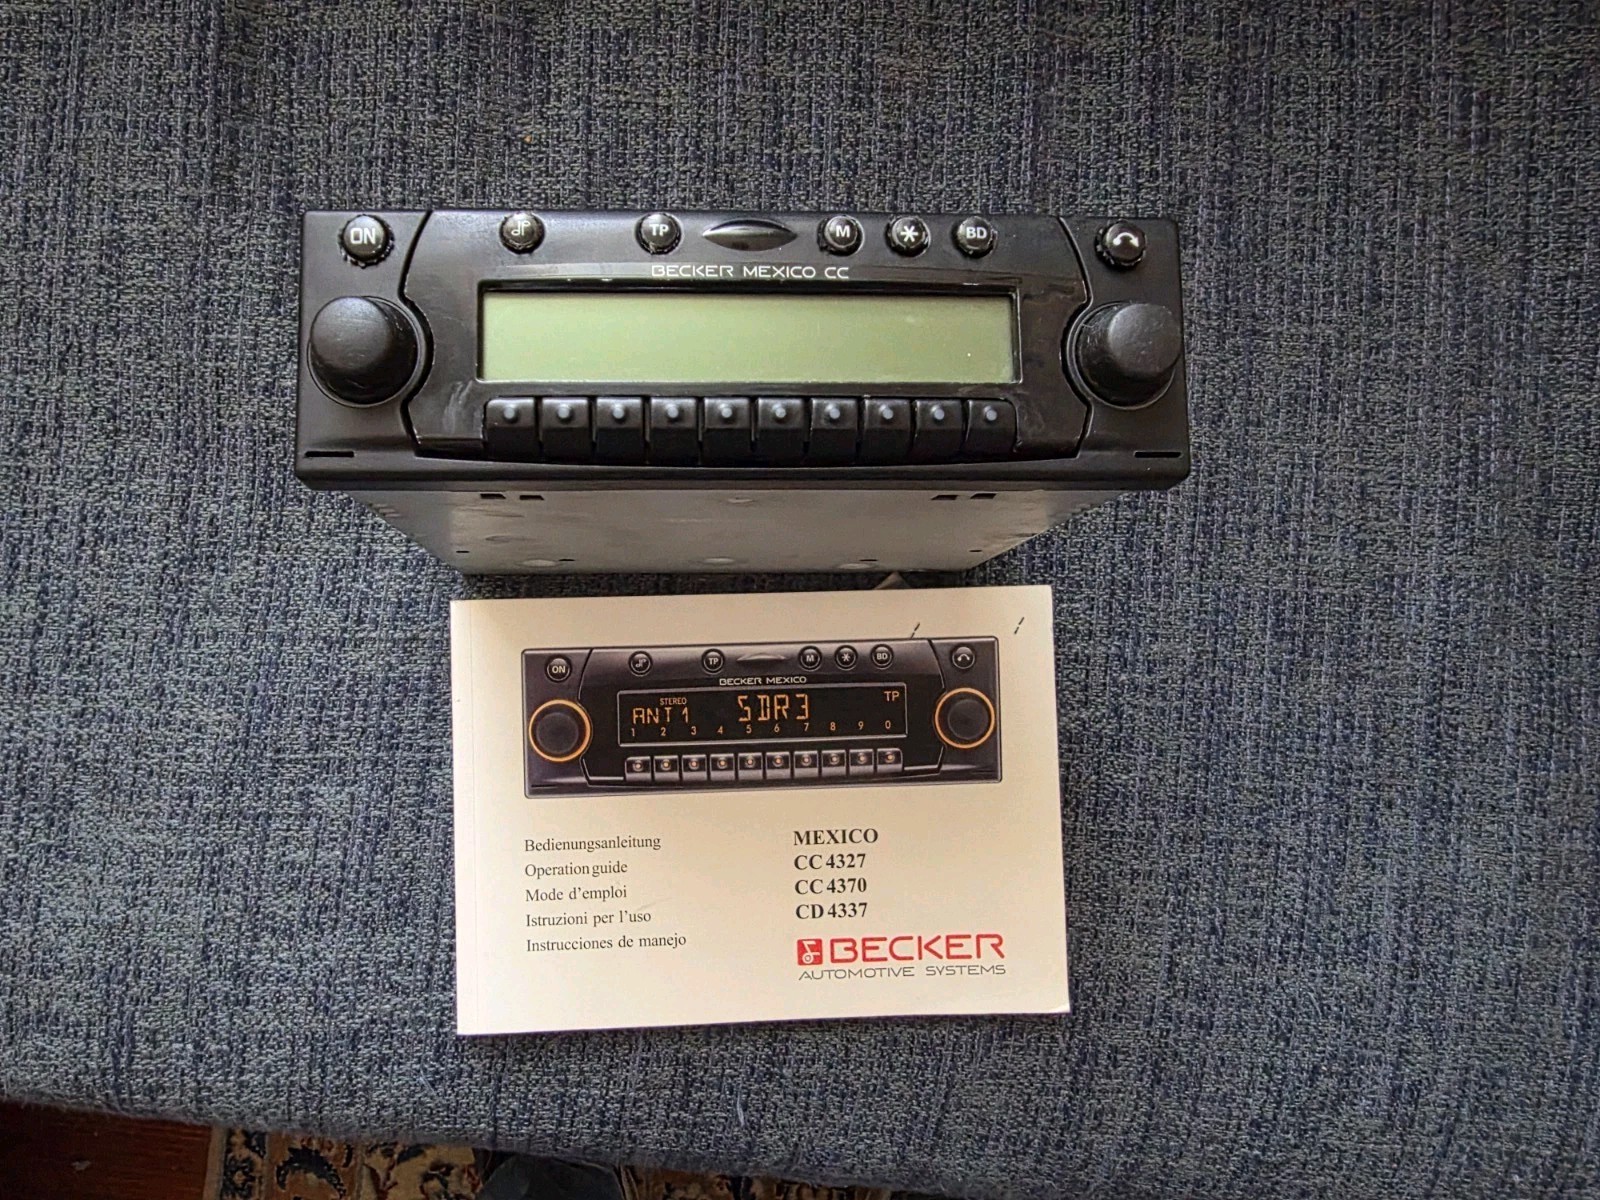 ON
TP
M
*
BD
BECKER MEXICO CC
ON
TP
M
*
BD
BECKER MEXICO
STEREO
TP
ANT1 SDR3
1 2 3 4 5 6 7 8 9 0
Bedienungsanleitung
Operation guide
Mode d'emploi
Istruzioni per l'uso
Instrucciones de manejo
MEXICO
CC 4327
CC 4370
CD 4337
BECKER
AUTOMOTIVE SYSTEMS